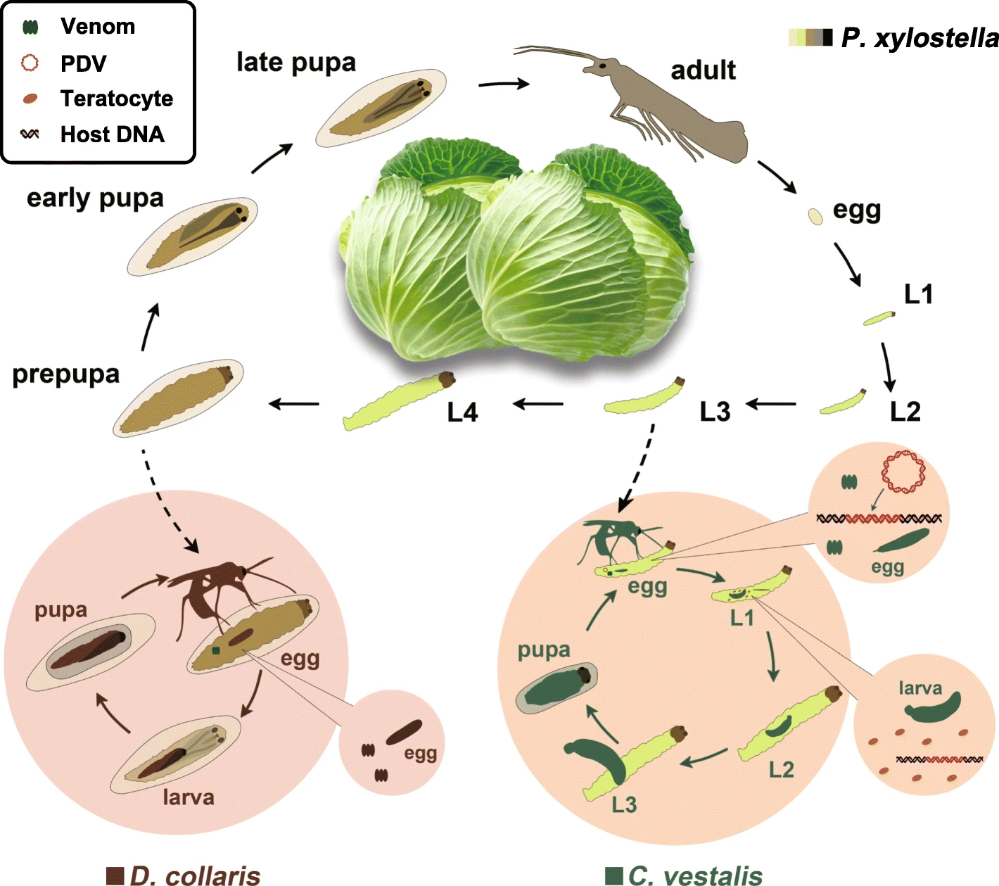 Venom
PDV
Teratocyte
Host DNA
P. xylostella
late pupa
adult
early pupa
egg
L1
prepupa
L4
L3
L2
egg
egg
L1
pupa
pupa
egg
larva
egg
L2
larva
L3
D. collaris
C. vestalis